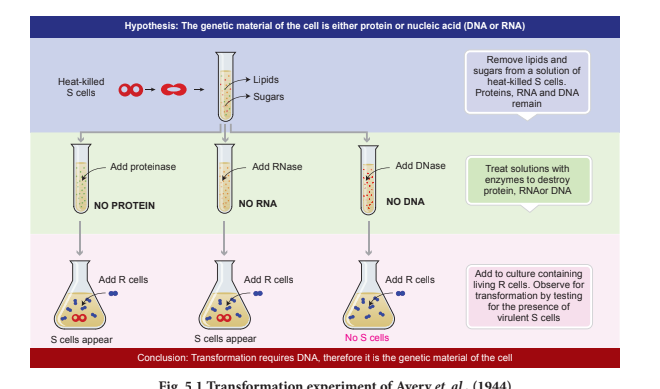 Hypothesis: The genetic material of the cell is either protein or nucleic acid (DNA or RNA)
Heat-killed
S cells
Lipids
Sugars
Remove lipids and
sugars from a solution of
heat-killed S cells.
Proteins, RNA and DNA
remain
Add proteinase
NO PROTEIN
Add RNase
NO RNA
Add DNase
NO DNA
Treat solutions with
enzymes to destroy
protein, RNAor DNA
Add R cells
S cells appear
Add R cells
S cells appear
Add R cells
No S cells
Add to culture containing
living R cells. Observe for
transformation by testing
for the presence of
virulent S cells
Conclusion: Transformation requires DNA, therefore it is the genetic material of the cell
Fig. 5.1 Transformation experiment of Avery et. al., (1944)